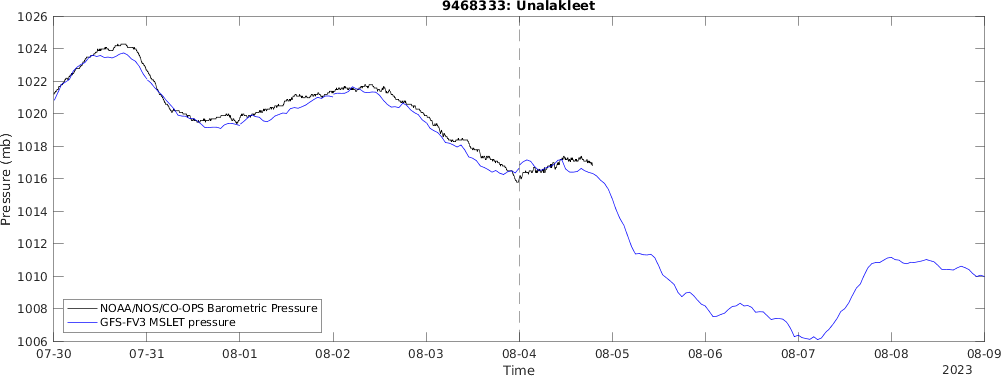 9468333: Unalakleet
1026
1024
1022
1020
1018
1016
1014
1012
1010
1008
1006
Pressure (mb)
NOAA/NOS/CO-OPS Barometric Pressure
GFS-FV3 MSLET pressure
07-30 07-31 08-01 08-02 08-03 08-04 08-05 08-06 08-07 08-08 08-09
Time
2023